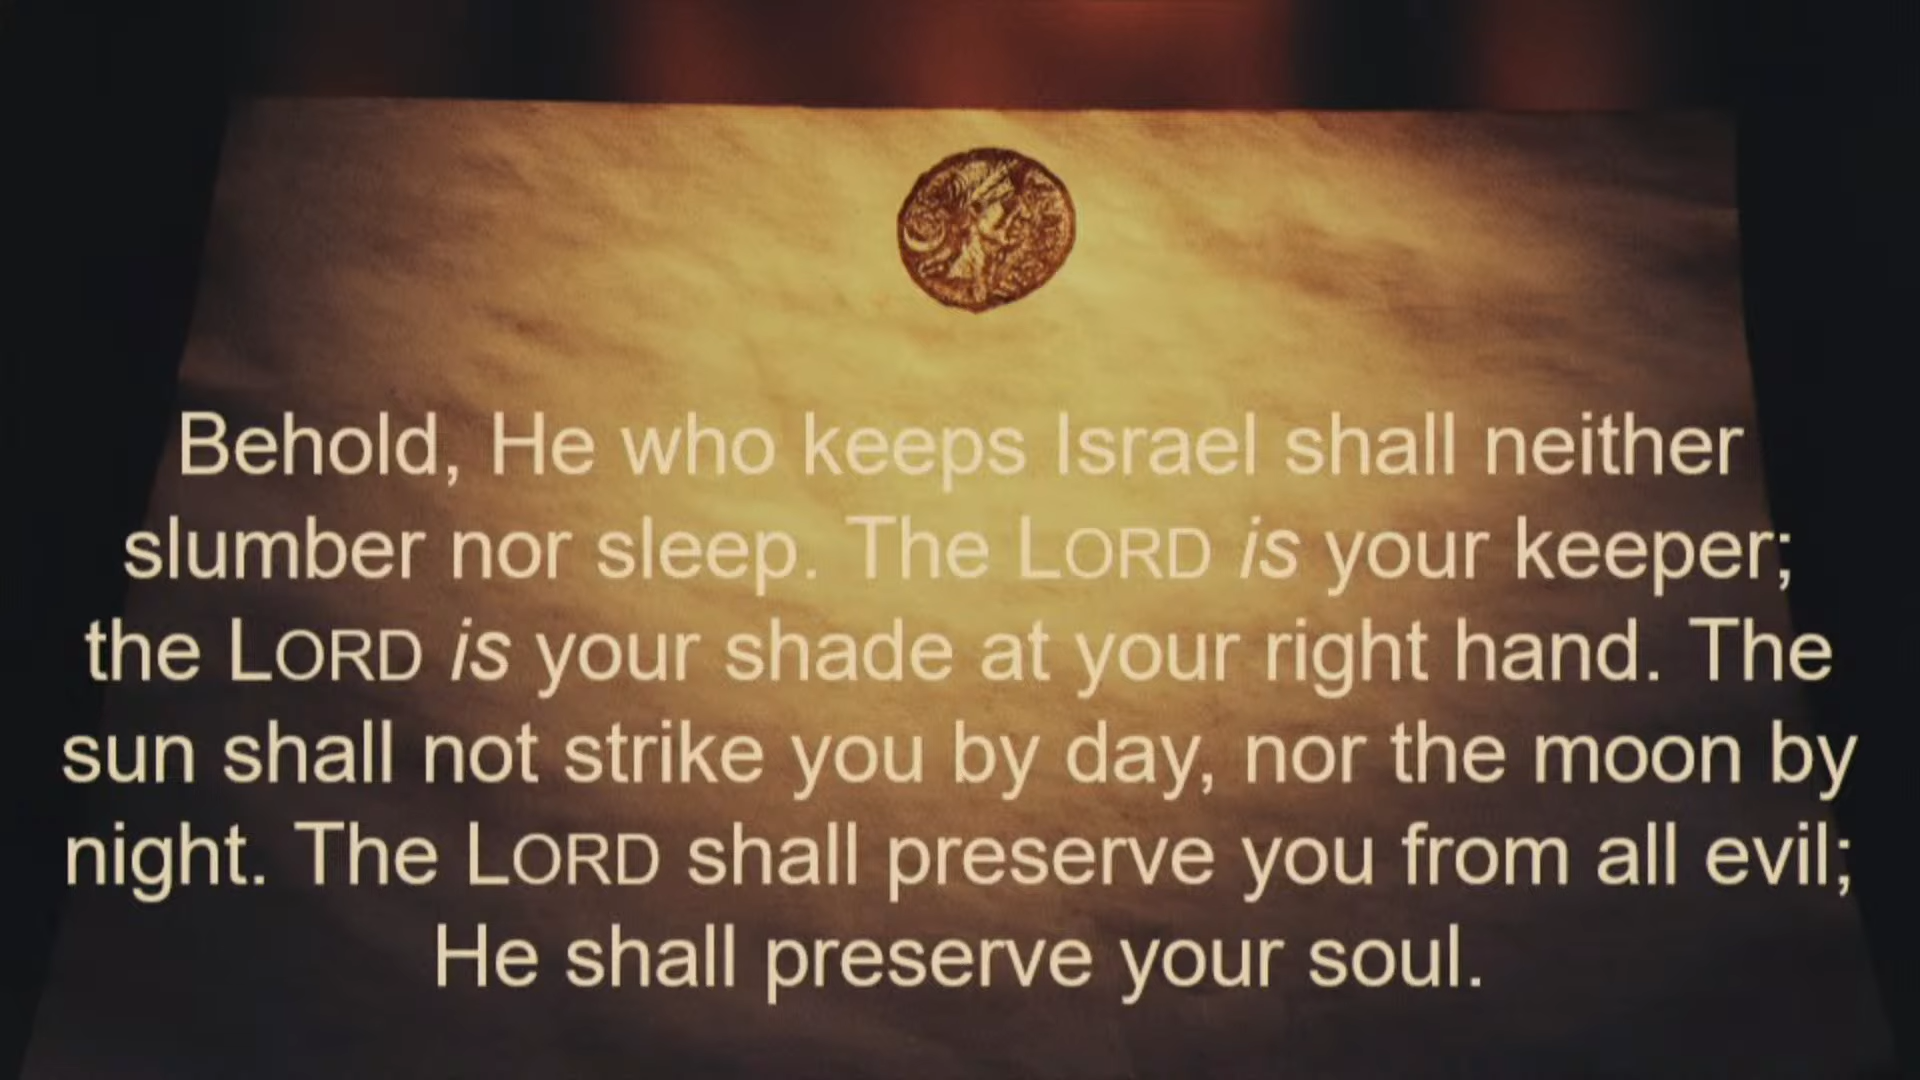 Behold, He who keeps Israel shall neither
slumber nor sleep. The LORD is your keeper;
the LORD is your shade at your right hand. The
sun shall not strike you by day, nor the moon by
night. The LORD shall preserve you from all evil;
He shall preserve your soul.